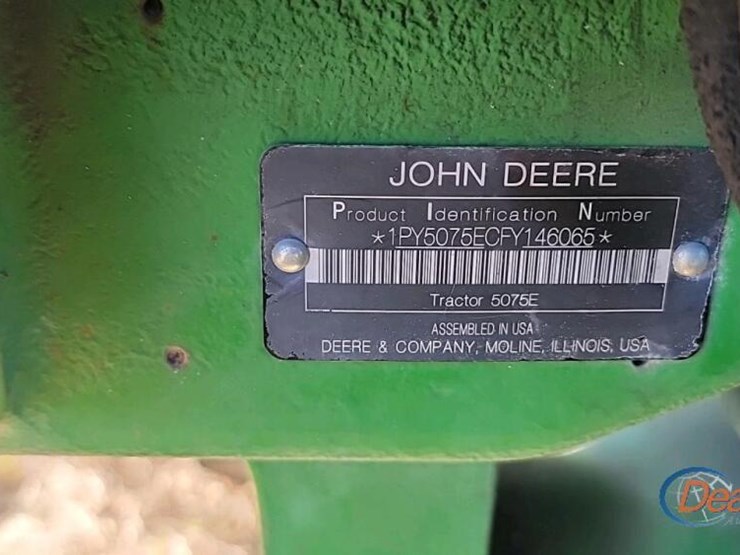 JOHN DEERE
Product Identification Number
*1PY5075ECFY146065*
Tractor 5075E
ASSEMBLED IN USA
DEERE & COMPANY, MOLINE, ILLINOIS, USA